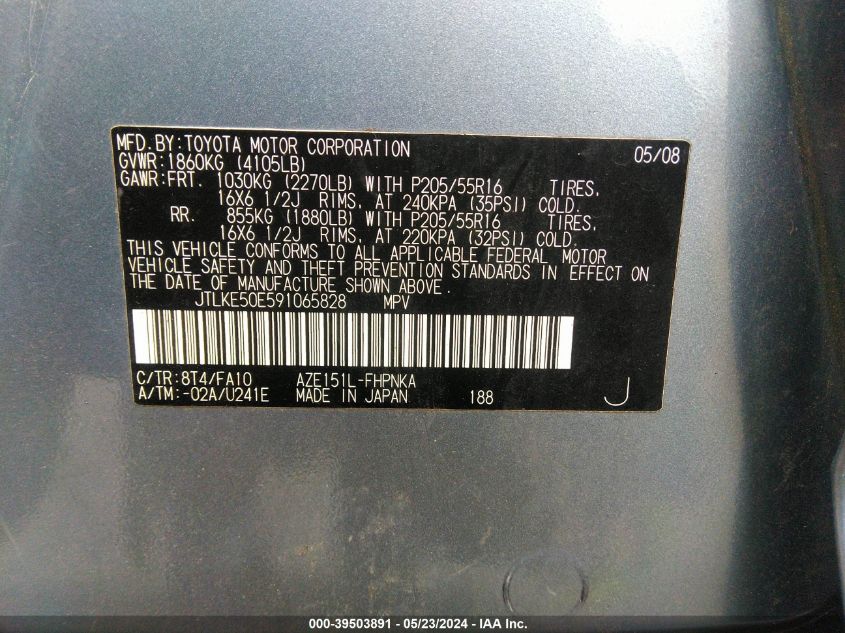 MFD.BY:TOYOTA MOTOR CORPORATION 05/08
GVWR:1860KG (4105LB)
GAWR:FRT. 1030KG (2270LB) WITH P205/55R16 TIRES,
16X6 1/2J RIMS, AT 240KPA (35PSI) COLD.
RR. 855KG (1880LB) WITH P205/55R16 TIRES,
16X6 1/2J RIMS, AT 220KPA (32PSI) COLD.
THIS VEHICLE CONFORMS TO ALL APPLICABLE FEDERAL MOTOR
VEHICLE SAFETY AND THEFT PREVENTION STANDARDS IN EFFECT ON
THE DATE OF MANUFACTURE SHOWN ABOVE.
JTLKE50E591065828 MPV
C/TR:8T4/FA10 AZE151L-FHPNKA
A/TM:-02A/U241E MADE IN JAPAN 188 J
000-39503891 - 05/23/2024 - IAA Inc.